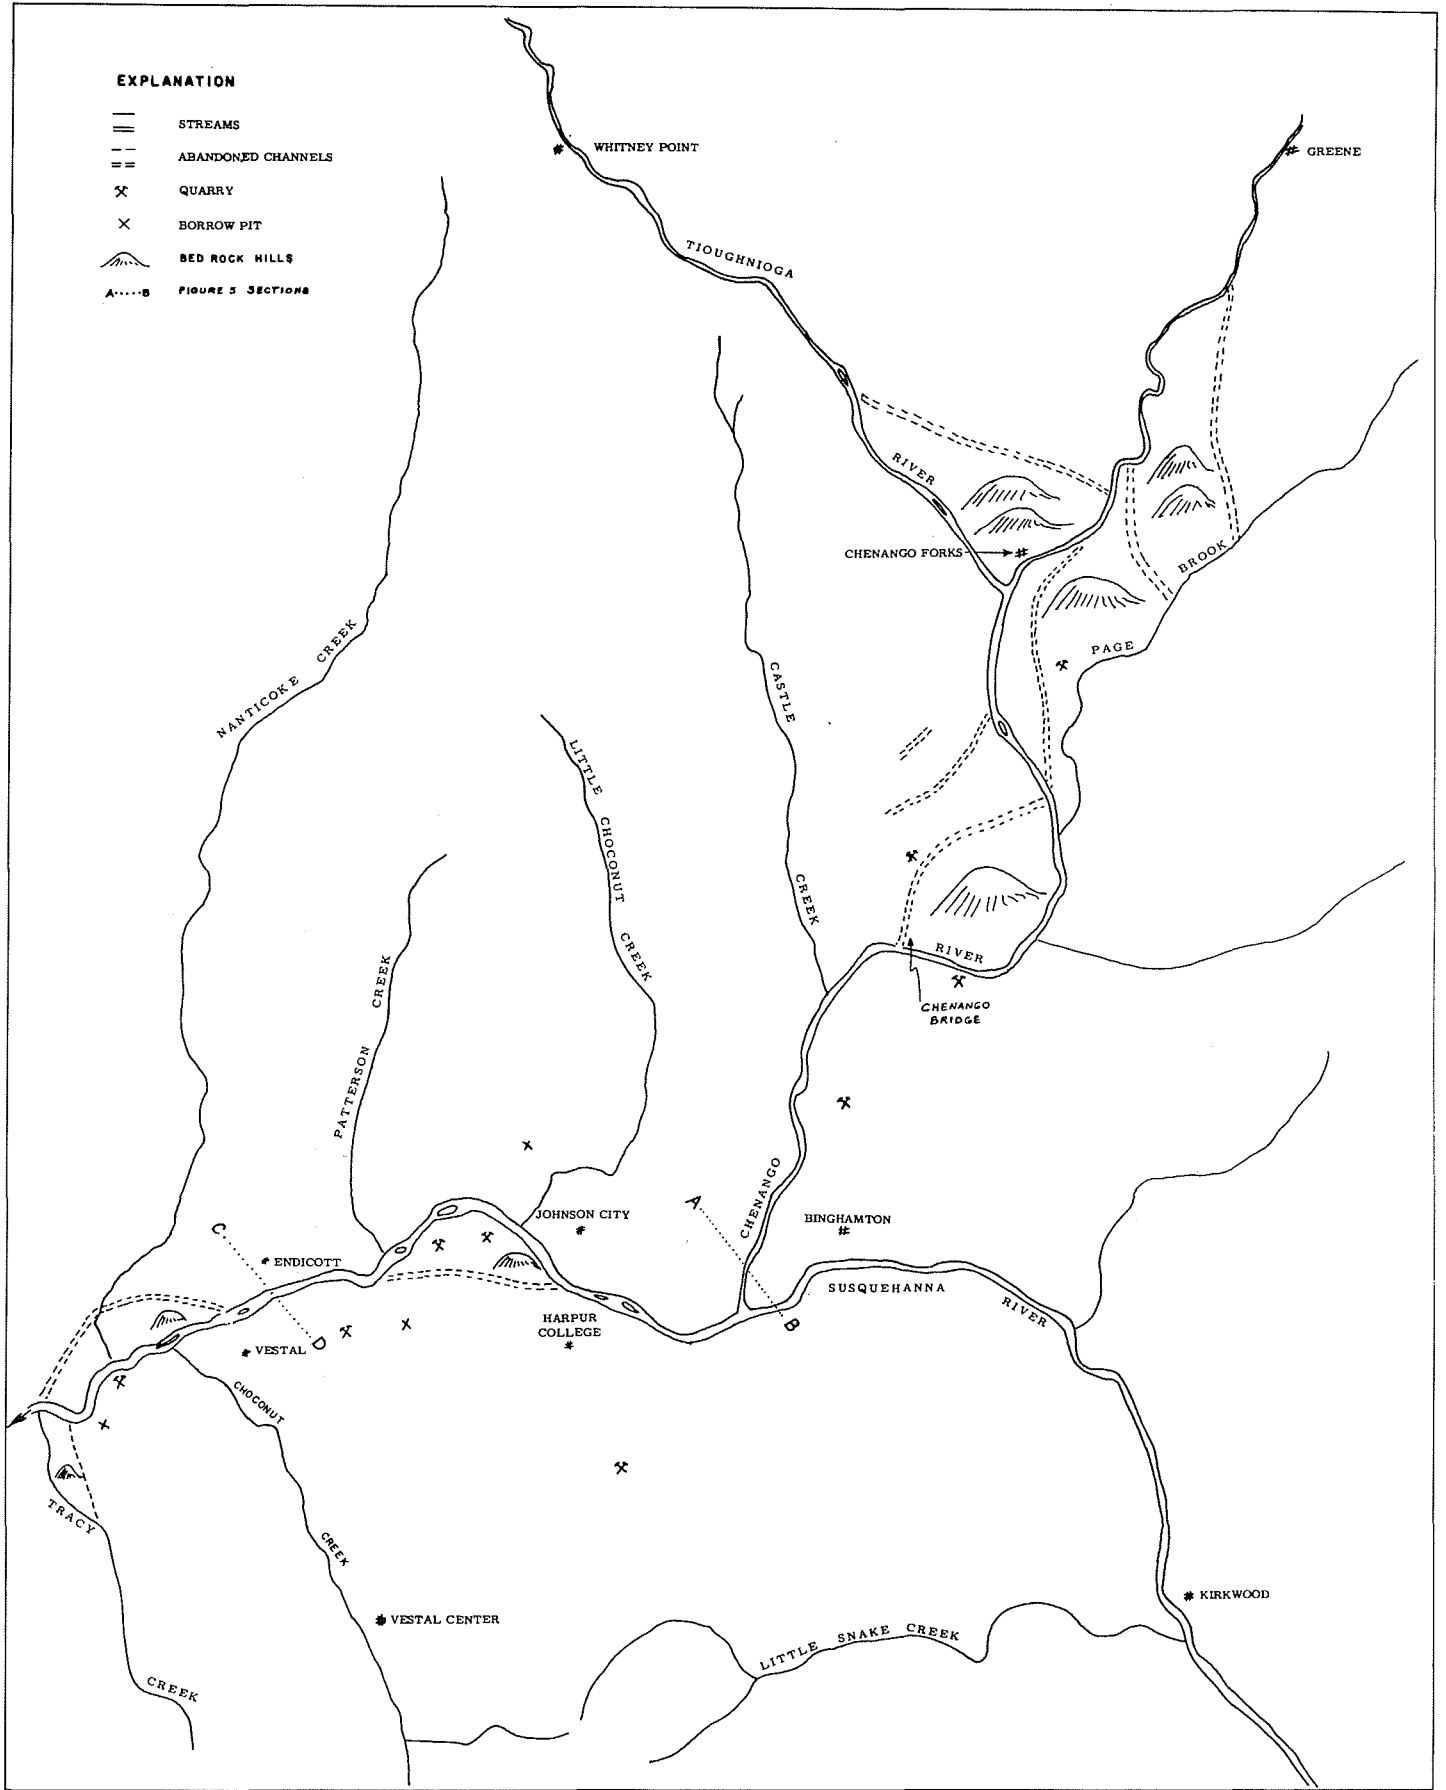 EXPLANATION
STREAMS
ABANDONED CHANNELS
QUARRY
BORROW PIT
BED ROCK HILLS
A.....B FIGURE 5 SECTIONS
WHITNEY POINT
GREENE
TIOUGHNIOGA
RIVER
CHENANGO FORKS
BROOK
PAGE
NANTICOKE CREEK
CASTLE
CREEK
LITTLE CHOCONUT CREEK
PATTERSON CREEK
RIVER
CHENANGO
BRIDGE
CHENANGO
A
BINGHAMTON
JOHNSON CITY
C
ENDICOTT
SUSQUEHANNA
RIVER
B
HARPUR
COLLEGE
D
VESTAL
CHOCONUT
CREEK
TRACY
CREEK
VESTAL CENTER
KIRKWOOD
LITTLE SNAKE CREEK